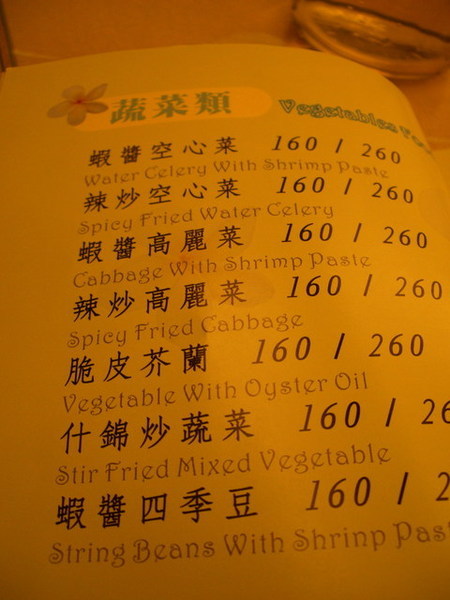 蔬菜類 Vegetables
蝦醬空心菜 160 / 260
Water Celery With Shrimp Paste
辣炒空心菜 160 / 260
Spicy Fried Water Celery
蝦醬高麗菜 160 / 260
Cabbage With Shrimp Paste
辣炒高麗菜 160 / 260
Spicy Fried Cabbage
脆皮芥蘭 160 / 260
Vegetable With Oyster Oil
什錦炒蔬菜 160 / 26
Stir Fried Mixed Vegetable
蝦醬四季豆 160 / 2
String Beans With Shrinp Past